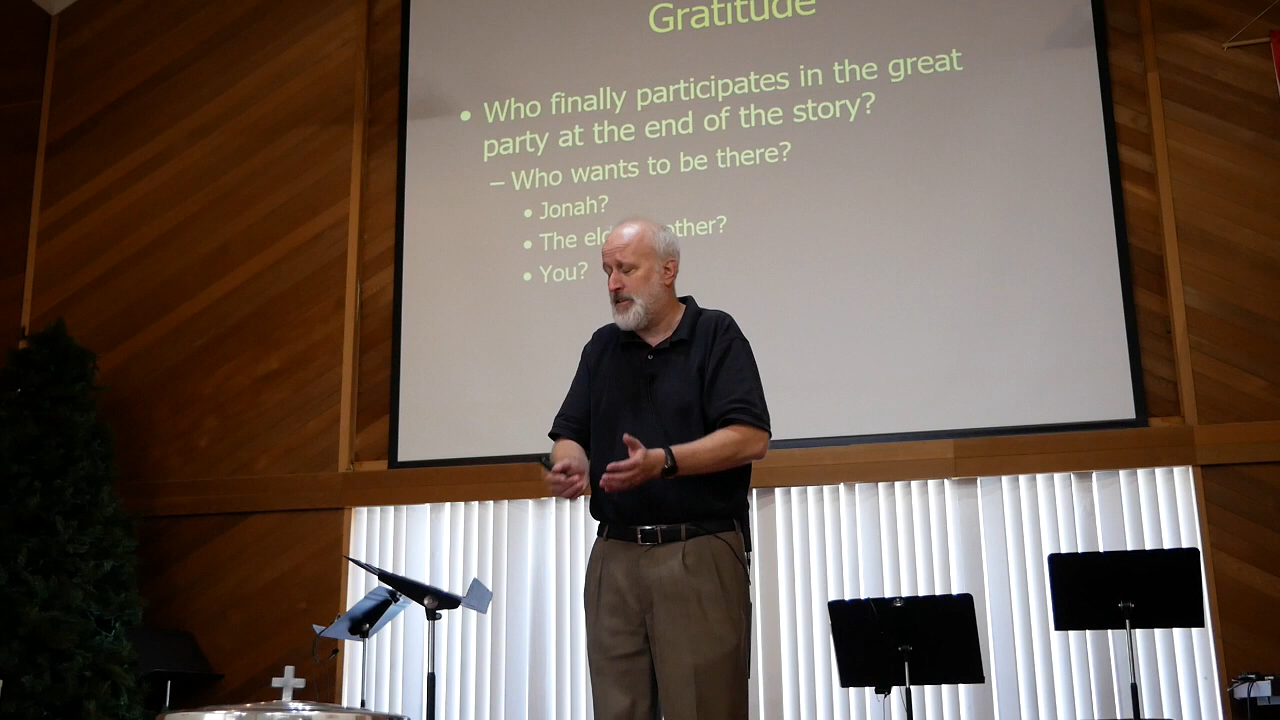 Gratitude
• Who finally participates in the great
party at the end of the story?
– Who wants to be there?
• Jonah?
• The
• You?